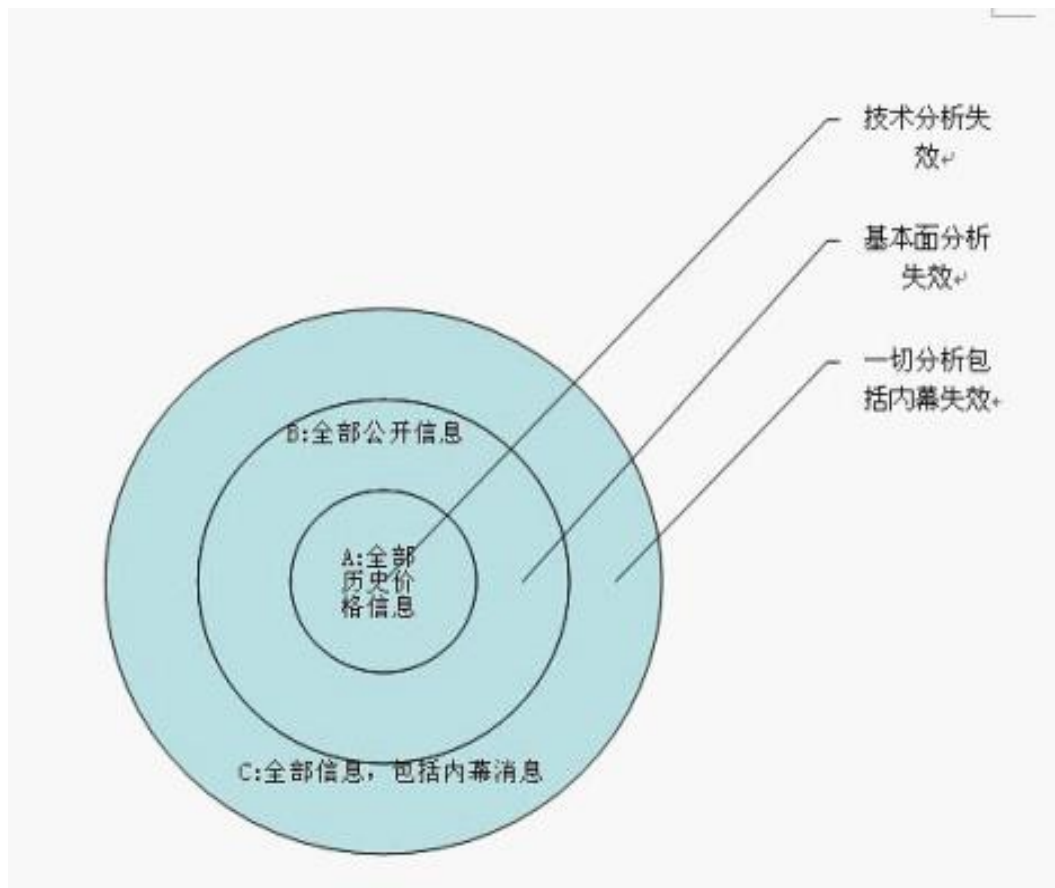 技术分析失
效↵
基本面分析
失效↵
一切分析包
括内幕失效↵
B:全部公开信息
A:全部
历史价
格信息
C:全部信息，包括内幕消息